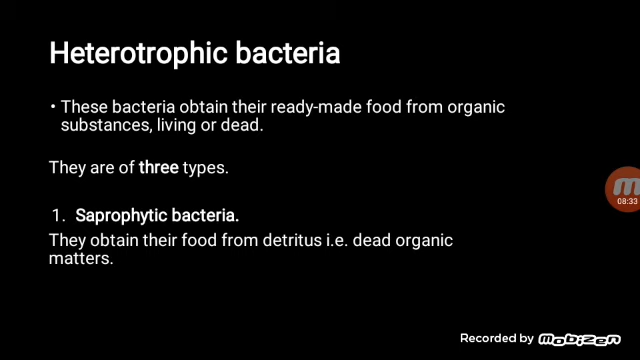 Heterotrophic bacteria
• These bacteria obtain their ready-made food from organic
substances, living or dead.
They are of three types.
1. Saprophytic bacteria.
They obtain their food from detritus i.e. dead organic
matters.
08:33
Recorded by mobizen